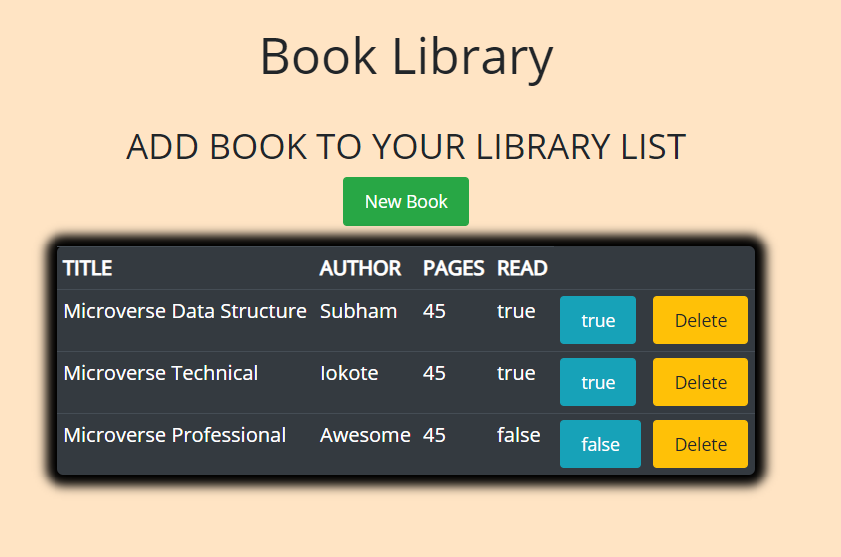 Book Library
ADD BOOK TO YOUR LIBRARY LIST
New Book
TITLE AUTHOR PAGES READ
Microverse Data Structure Subham 45 true true Delete
Microverse Technical Iokote 45 true true Delete
Microverse Professional Awesome 45 false false Delete